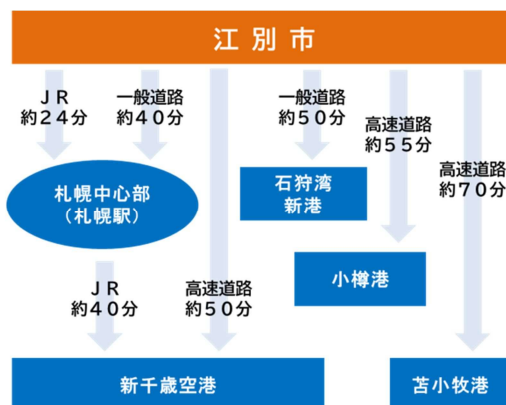 江別市
JR
約24分
一般道路
約40分
一般道路
約50分
高速道路
約55分
高速道路
約70分
札幌中心部
（札幌駅）
石狩湾
新港
小樽港
JR
約40分
高速道路
約50分
新千歳空港
苫小牧港